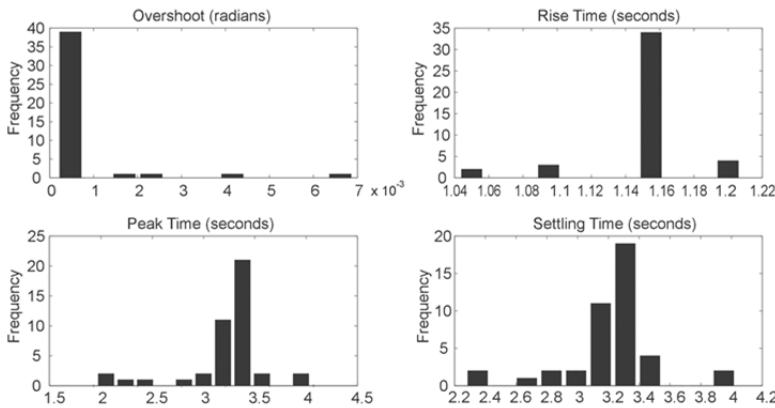 Overshoot (radians)
Frequency
40
35
30
25
20
15
10
5
0
0 1 2 3 4 5 6 7 x 10-3
Rise Time (seconds)
Frequency
35
30
25
20
15
10
5
0
1.04 1.06 1.08 1.1 1.12 1.14 1.16 1.18 1.2 1.22
Peak Time (seconds)
Frequency
25
20
15
10
5
0
1.5 2 2.5 3 3.5 4 4.5
Settling Time (seconds)
Frequency
20
15
10
5
0
2.2 2.4 2.6 2.8 3 3.2 3.4 3.6 3.8 4 4.2